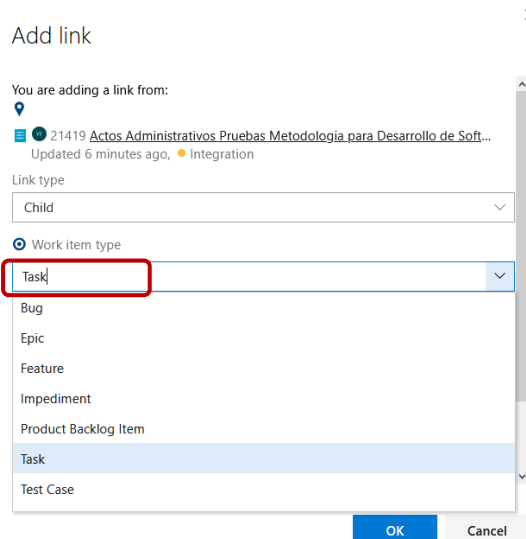 Add link
You are adding a link from:
21419 Actos Administrativos Pruebas Metodologia para Desarrollo de Soft...
Updated 6 minutes ago, Integration
Link type
Child
Work item type
Task
Bug
Epic
Feature
Impediment
Product Backlog Item
Task
Test Case
OK Cancel